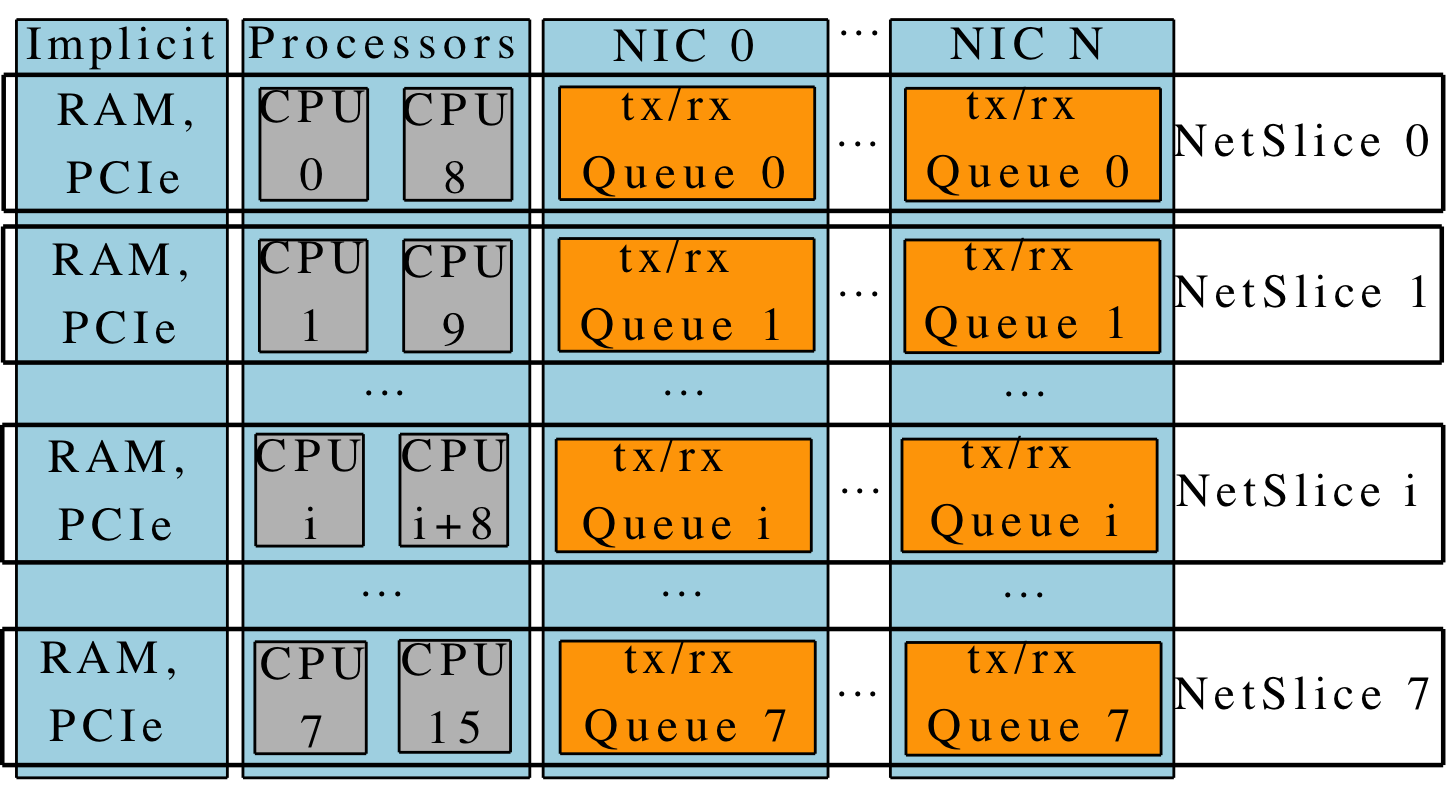 Implicit Processors NIC 0 ... NIC N
RAM, CPU CPU tx/rx tx/rx
PCIe 0 8 Queue 0 ... Queue 0 NetSlice 0
RAM, CPU CPU tx/rx tx/rx
PCIe 1 9 Queue 1 ... Queue 1 NetSlice 1
... ... ...
RAM, CPU CPU tx/rx tx/rx
PCIe i i+8 Queue i ... Queue i NetSlice i
... ... ...
RAM, CPU CPU tx/rx tx/rx
PCIe 7 15 Queue 7 ... Queue 7 NetSlice 7